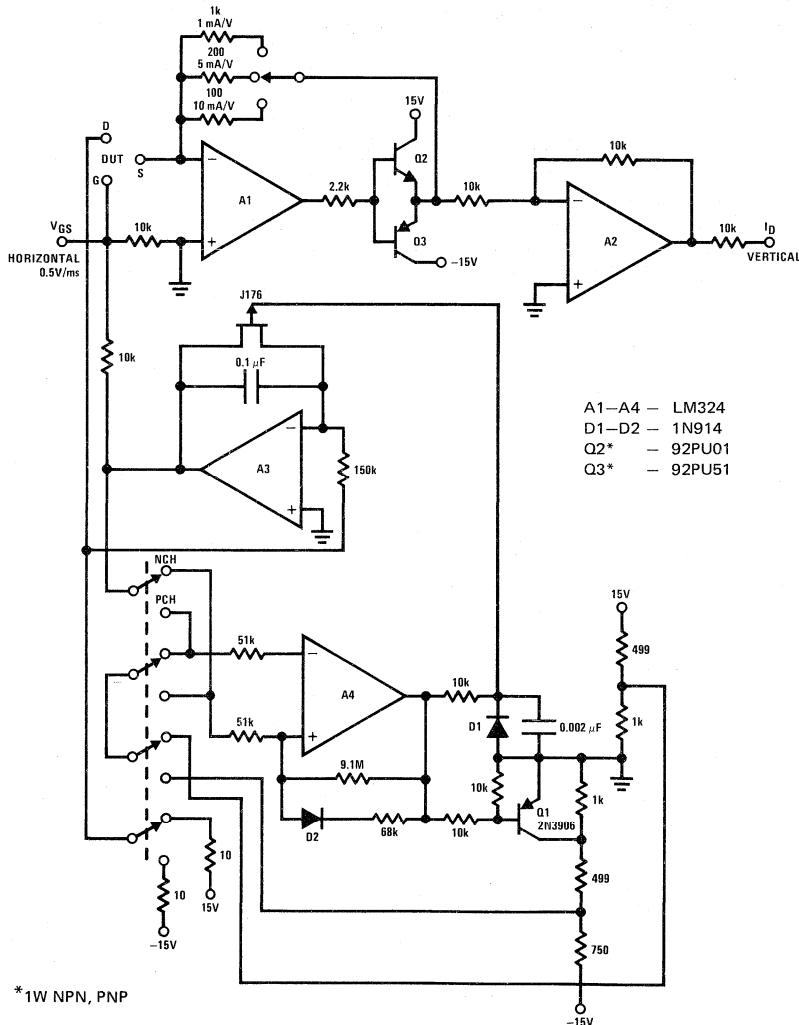 1k
1 mA/V
200
5 mA/V
100
10 mA/V
D
DUT
S
G
VGS
HORIZONTAL
0.5V/ms
10k
−
+
A1
2.2k
15V
Q2
Q3
−15V
10k
10k
−
+
A2
10k
ID
VERTICAL
J176
0.1 µF
10k
−
+
A3
150k
A1−A4 − LM324
D1−D2 − 1N914
Q2* − 92PU01
Q3* − 92PU51
NCH
PCH
51k
51k
−
+
A4
10k
D1
0.002 µF
15V
499
1k
9.1M
D2
68k
10k
10k
Q1
2N3906
1k
499
750
−15V
10
15V
10
−15V
*1W NPN, PNP